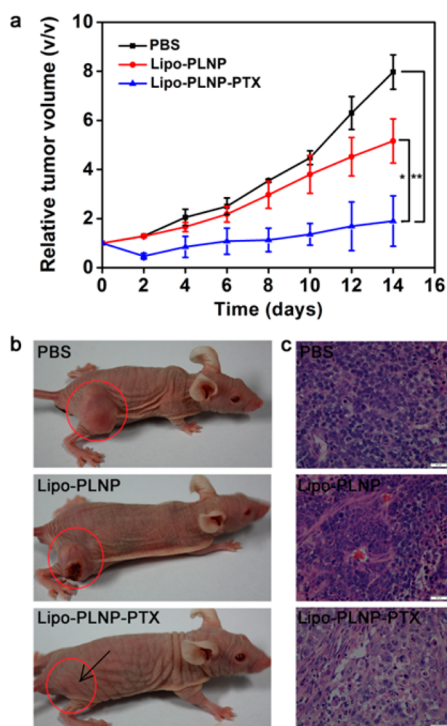 a
Relative tumor volume (v/v)
10
8
6
4
2
0
PBS
Lipo-PLNP
Lipo-PLNP-PTX
*
**
0 2 4 6 8 10 12 14 16
Time (days)
b
PBS
Lipo-PLNP
Lipo-PLNP-PTX
c
PBS
Lipo-PLNP
Lipo-PLNP-PTX